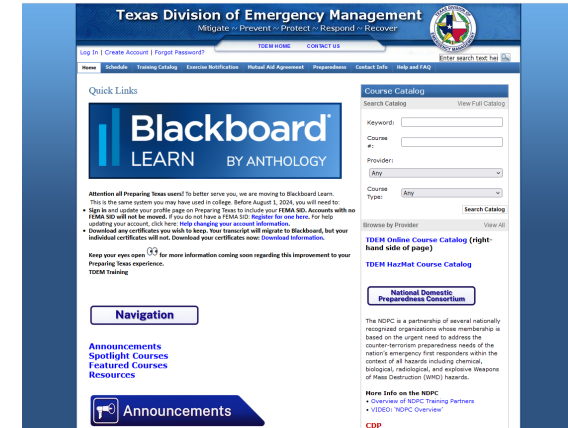 Texas Division of Emergency Management
Mitigate ~ Prevent ~ Protect ~ Respond ~ Recover
TDEM HOME CONTACT US
Log In | Create Account | Forgot Password?
Enter search text her
Home Schedule Training Catalog Exercise Notification Mutual Aid Agreement Preparedness Contact Info Help and FAQ
Quick Links
Blackboard
LEARN BY ANTHOLOGY
Attention all Preparing Texas users! To better serve you, we are moving to Blackboard Learn.
This is the same system you may have used in college. Before August 1, 2024, you will need to:
• Sign in and update your profile page on Preparing Texas to include your FEMA SID. Accounts with no
FEMA SID will not be moved. If you do not have a FEMA SID: Register for one here. For help
updating your account, click here: Help changing your account information.
• Download any certificates you wish to keep. Your transcript will migrate to Blackboard, but your
individual certificates will not. Download your certificates now: Download Information.
Keep your eyes open for more information coming soon regarding this improvement to your
Preparing Texas experience.
TDEM Training
Navigation
Announcements
Spotlight Courses
Featured Courses
Resources
Announcements
Course Catalog
Search Catalog View Full Catalog
Keyword:
Course
#:
Provider:
Any
Course
Type:
Any
Search Catalog
Browse by Provider View All
TDEM Online Course Catalog (right-
hand side of page)
TDEM HazMat Course Catalog
National Domestic
Preparedness Consortium
The NDPC is a partnership of several nationally
recognized organizations whose membership is
based on the urgent need to address the
counter-terrorism preparedness needs of the
nation's emergency first responders within the
context of all hazards including chemical,
biological, radiological, and explosive Weapons
of Mass Destruction (WMD) hazards.
More Info on the NDPC
• Overview of NDPC Training Partners
• VIDEO: 'NDPC Overview'
CDP